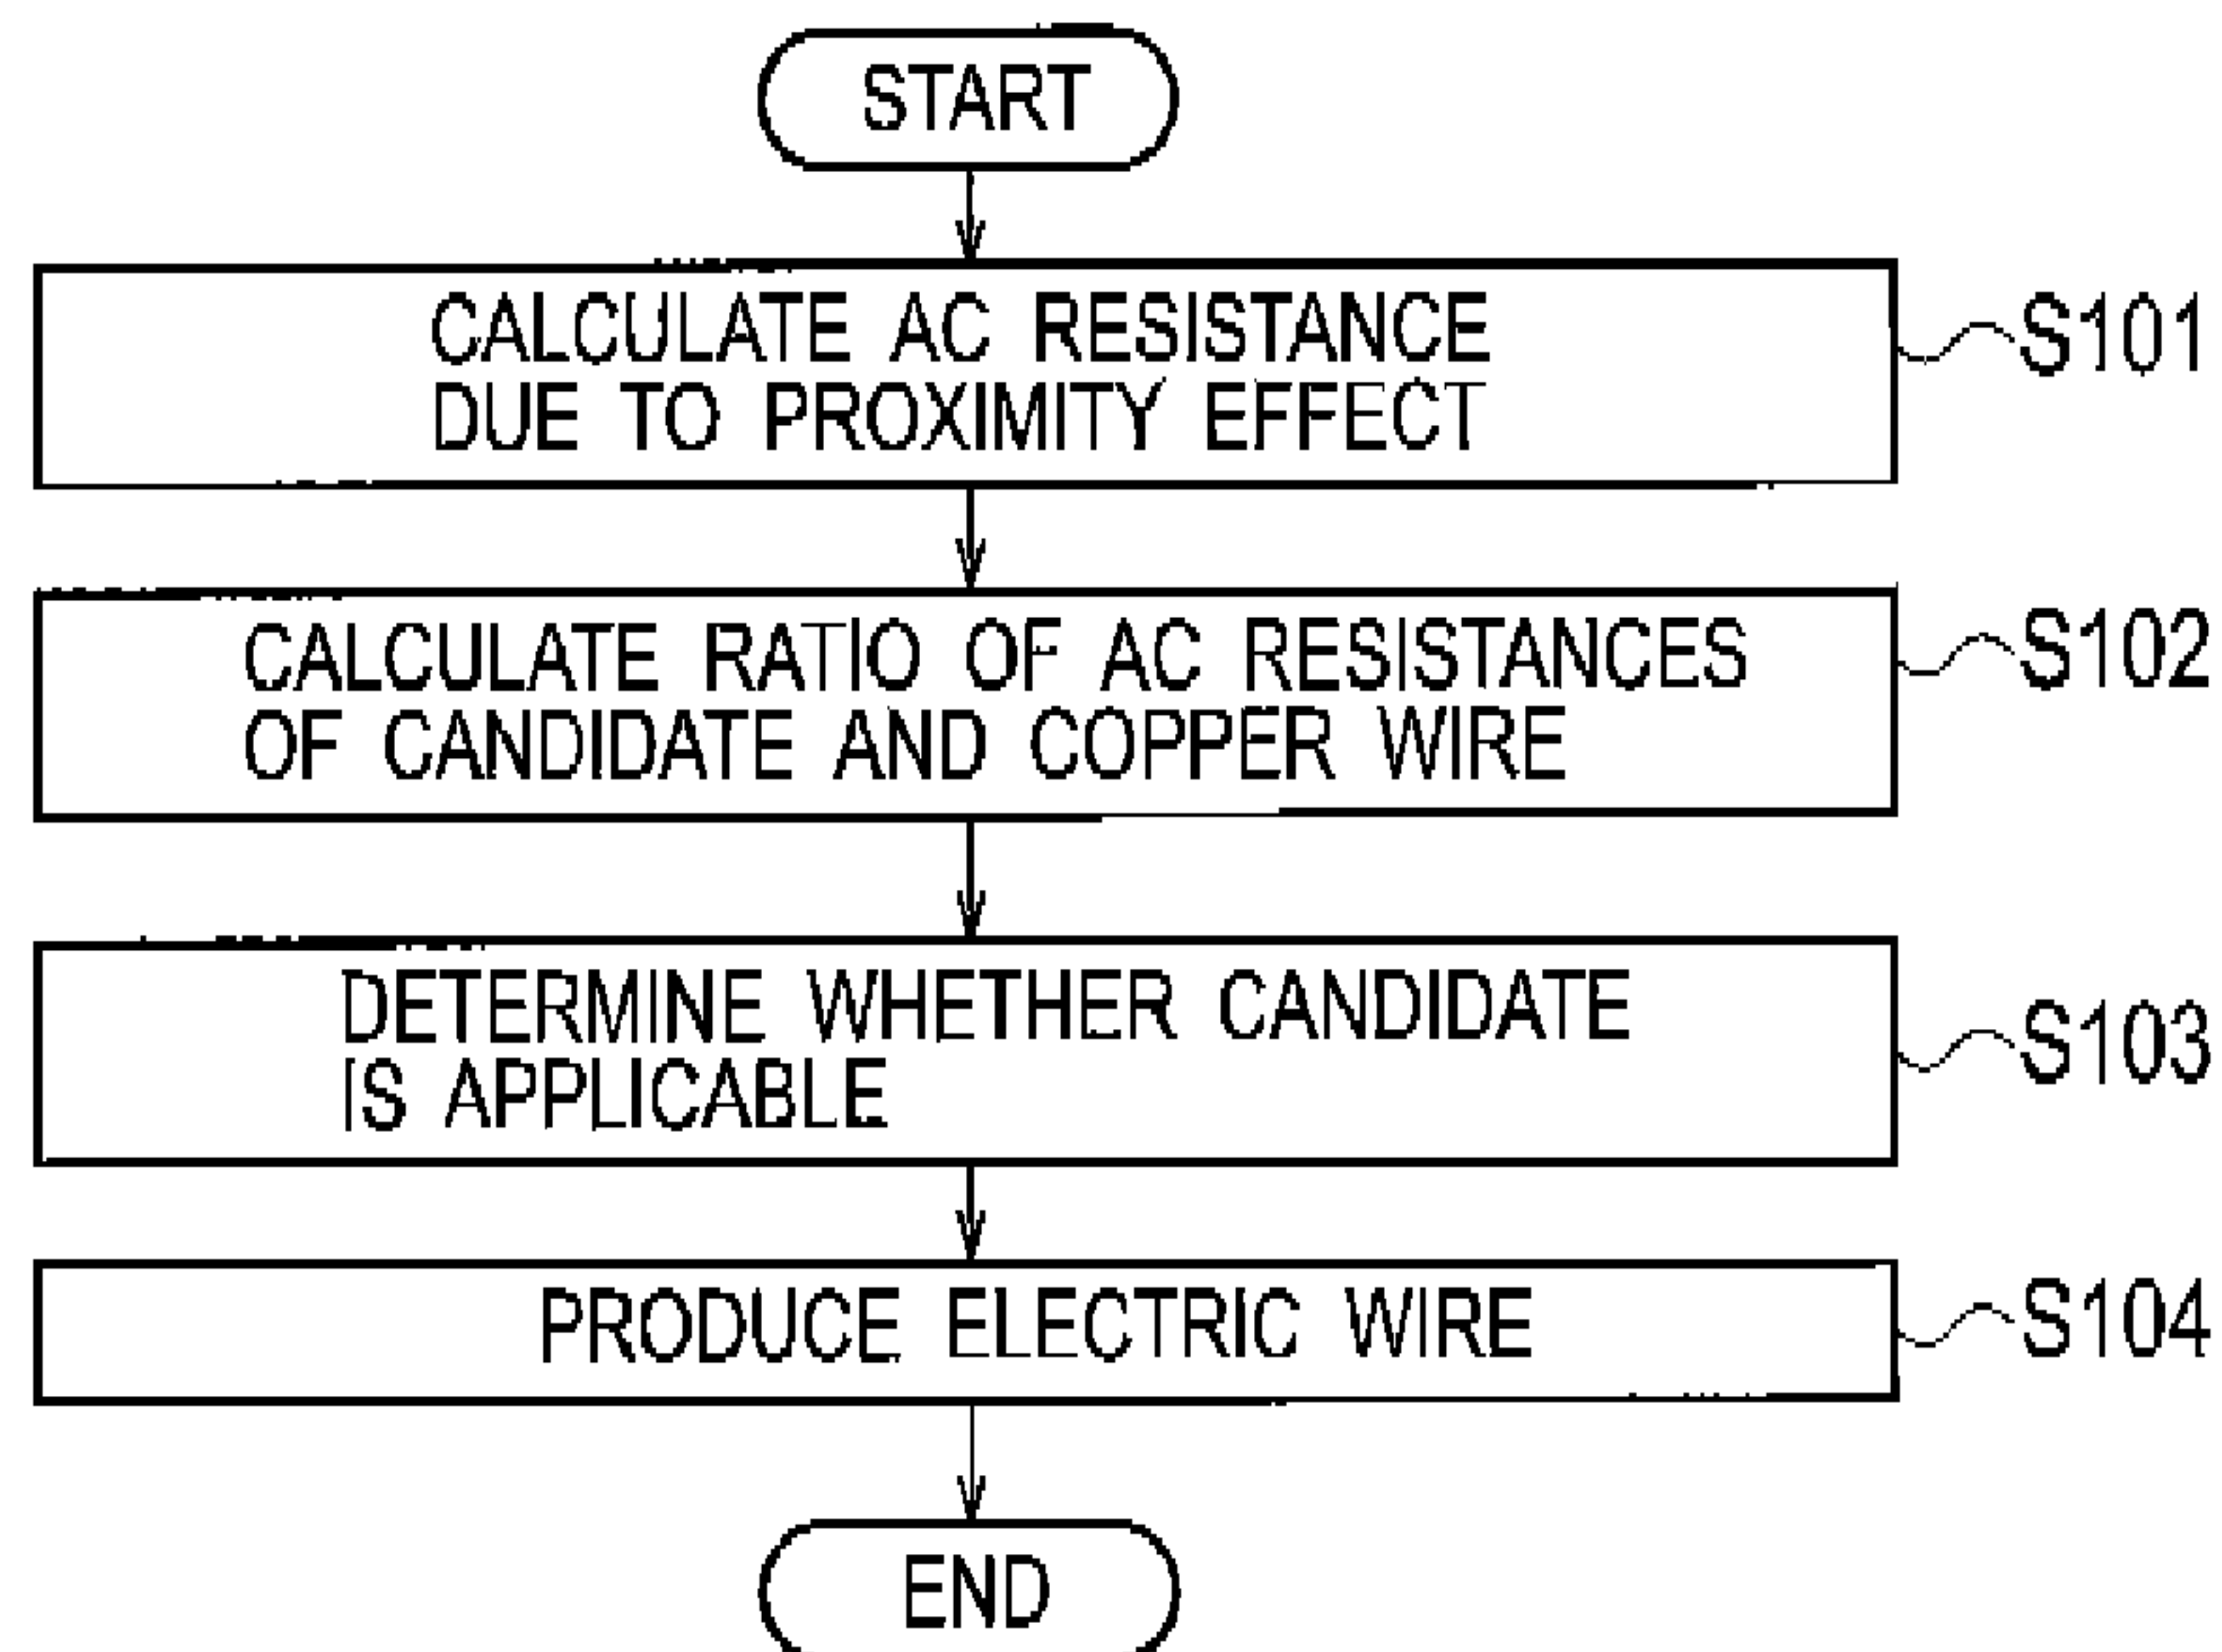 START
CALCULATE AC RESISTANCE
DUE TO PROXIMITY EFFECT
S101
CALCULATE RATIO OF AC RESISTANCES
OF CANDIDATE AND COPPER WIRE
S102
DETERMINE WHETHER CANDIDATE
IS APPLICABLE
S103
PRODUCE ELECTRIC WIRE
S104
END